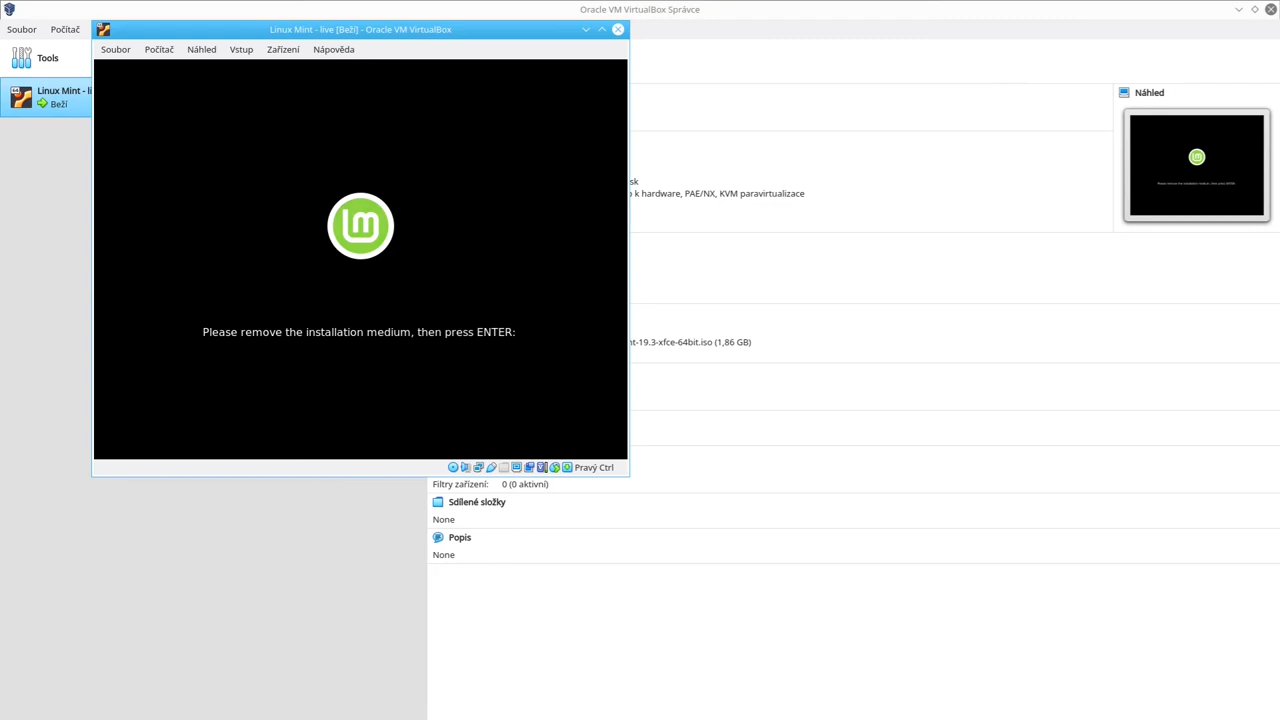 Oracle VM VirtualBox Správce
Soubor Počítač
Linux Mint - live [Beží] - Oracle VM VirtualBox
Soubor Počítač Náhled Vstup Zařízení Nápověda
Tools
Linux Mint - li
Beží
Náhled
lm
Please remove the installation medium, then press ENTER:
sk
o k hardware, PAE/NX, KVM paravirtualizace
nt-19.3-xfce-64bit.iso (1,86 GB)
Pravý Ctrl
Filtry zařízení: 0 (0 aktivní)
Sdílené složky
None
Popis
None